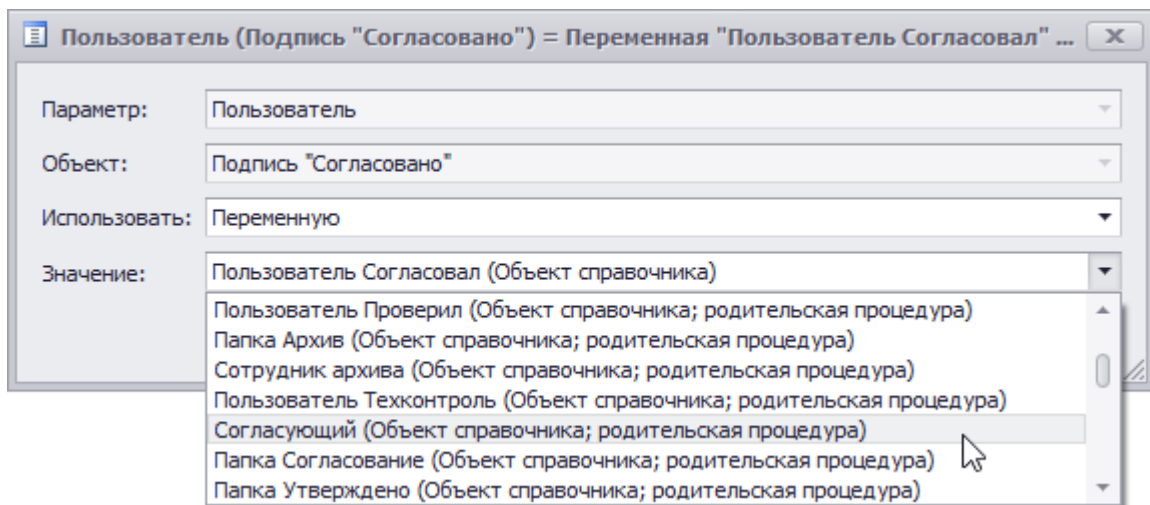 Пользователь (Подпись "Согласовано") = Переменная "Пользователь Согласовал" ...
Параметр: Пользователь
Объект: Подпись "Согласовано"
Использовать: Переменную
Значение: Пользователь Согласовал (Объект справочника)
Пользователь Проверил (Объект справочника; родительская процедура)
Папка Архив (Объект справочника; родительская процедура)
Сотрудник архива (Объект справочника; родительская процедура)
Пользователь Техконтроль (Объект справочника; родительская процедура)
Согласующий (Объект справочника; родительская процедура)
Папка Согласование (Объект справочника; родительская процедура)
Папка Утверждено (Объект справочника; родительская процедура)